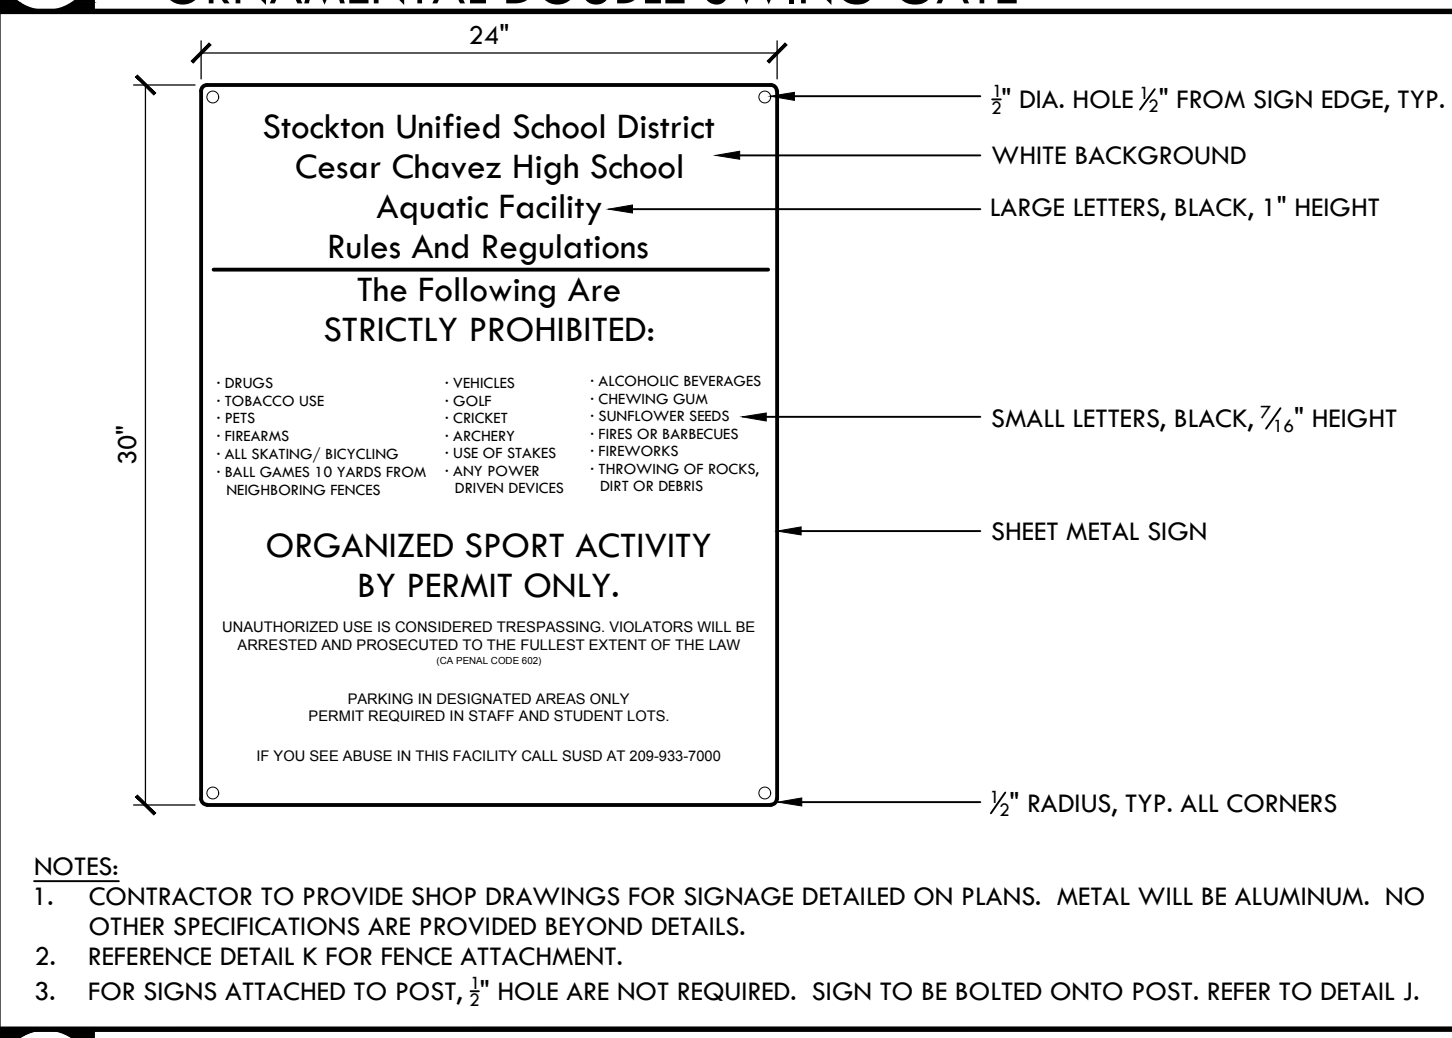 ORNAMENTAL DOUBLE SWING GATE
24"
30"
Stockton Unified School District
Cesar Chavez High School
Aquatic Facility
Rules And Regulations
The Following Are
STRICTLY PROHIBITED:
· DRUGS
· TOBACCO USE
· PETS
· FIREARMS
· ALL SKATING/ BICYCLING
· BALL GAMES 10 YARDS FROM
NEIGHBORING FENCES
· VEHICLES
· GOLF
· CRICKET
· ARCHERY
· USE OF STAKES
· ANY POWER
DRIVEN DEVICES
· ALCOHOLIC BEVERAGES
· CHEWING GUM
· SUNFLOWER SEEDS
· FIRES OR BARBECUES
· FIREWORKS
· THROWING OF ROCKS,
DIRT OR DEBRIS
ORGANIZED SPORT ACTIVITY
BY PERMIT ONLY.
UNAUTHORIZED USE IS CONSIDERED TRESPASSING. VIOLATORS WILL BE
ARRESTED AND PROSECUTED TO THE FULLEST EXTENT OF THE LAW
(CA PENAL CODE 602)
PARKING IN DESIGNATED AREAS ONLY
PERMIT REQUIRED IN STAFF AND STUDENT LOTS.
IF YOU SEE ABUSE IN THIS FACILITY CALL SUSD AT 209-933-7000
1/2" DIA. HOLE 1/2" FROM SIGN EDGE, TYP.
WHITE BACKGROUND
LARGE LETTERS, BLACK, 1" HEIGHT
SMALL LETTERS, BLACK, 7/16" HEIGHT
SHEET METAL SIGN
1/2" RADIUS, TYP. ALL CORNERS
NOTES:
1. CONTRACTOR TO PROVIDE SHOP DRAWINGS FOR SIGNAGE DETAILED ON PLANS. METAL WILL BE ALUMINUM. NO
OTHER SPECIFICATIONS ARE PROVIDED BEYOND DETAILS.
2. REFERENCE DETAIL K FOR FENCE ATTACHMENT.
3. FOR SIGNS ATTACHED TO POST, 1/2" HOLE ARE NOT REQUIRED. SIGN TO BE BOLTED ONTO POST. REFER TO DETAIL J.